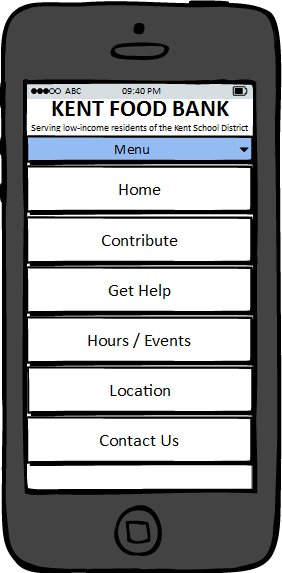 ABC 09:40 PM
KENT FOOD BANK
Serving low-income residents of the Kent School District
Menu
Home
Contribute
Get Help
Hours / Events
Location
Contact Us